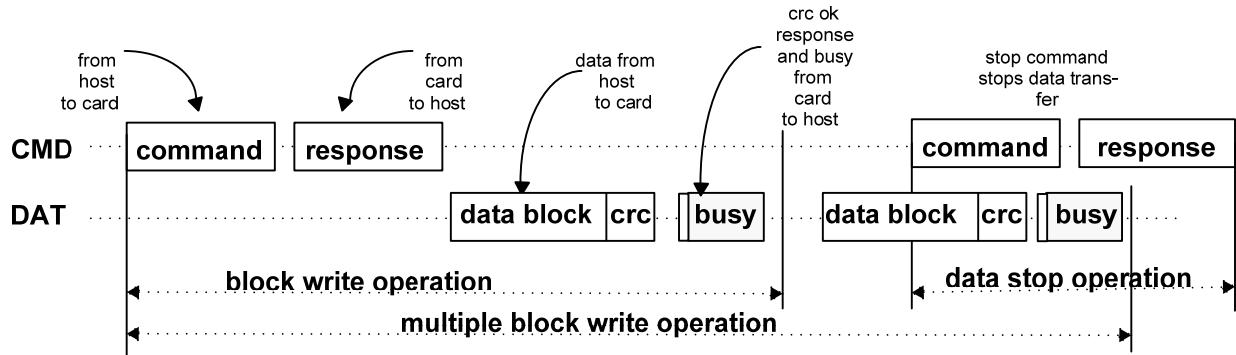 from
host
to card
from
card
to host
data from
host
to card
crc ok
response
and busy
from
card
to host
stop command
stops data trans-
fer
CMD command response command response
DAT data block crc busy data block crc busy
block write operation data stop operation
multiple block write operation